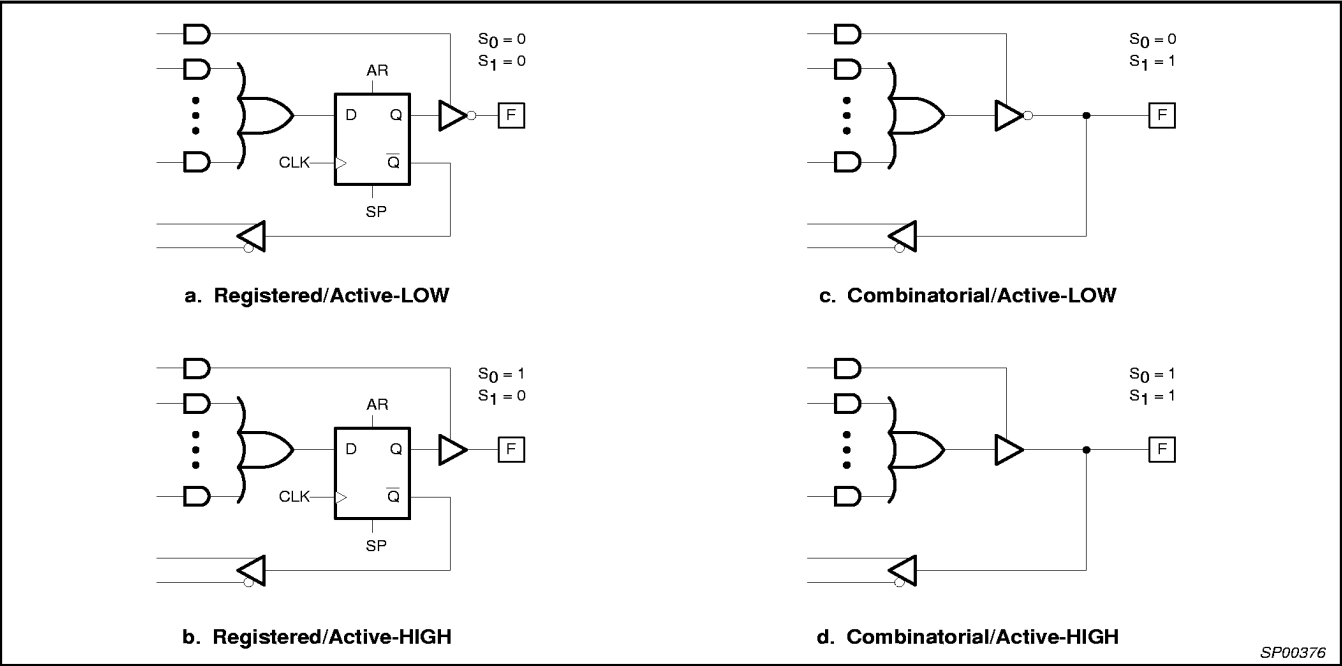 S0 = 0
S1 = 0
AR
D Q
F
CLK
Q̅
SP
a. Registered/Active-LOW
S0 = 0
S1 = 1
F
c. Combinatorial/Active-LOW
S0 = 1
S1 = 0
AR
D Q
F
CLK
Q̅
SP
b. Registered/Active-HIGH
S0 = 1
S1 = 1
F
d. Combinatorial/Active-HIGH
SP00376